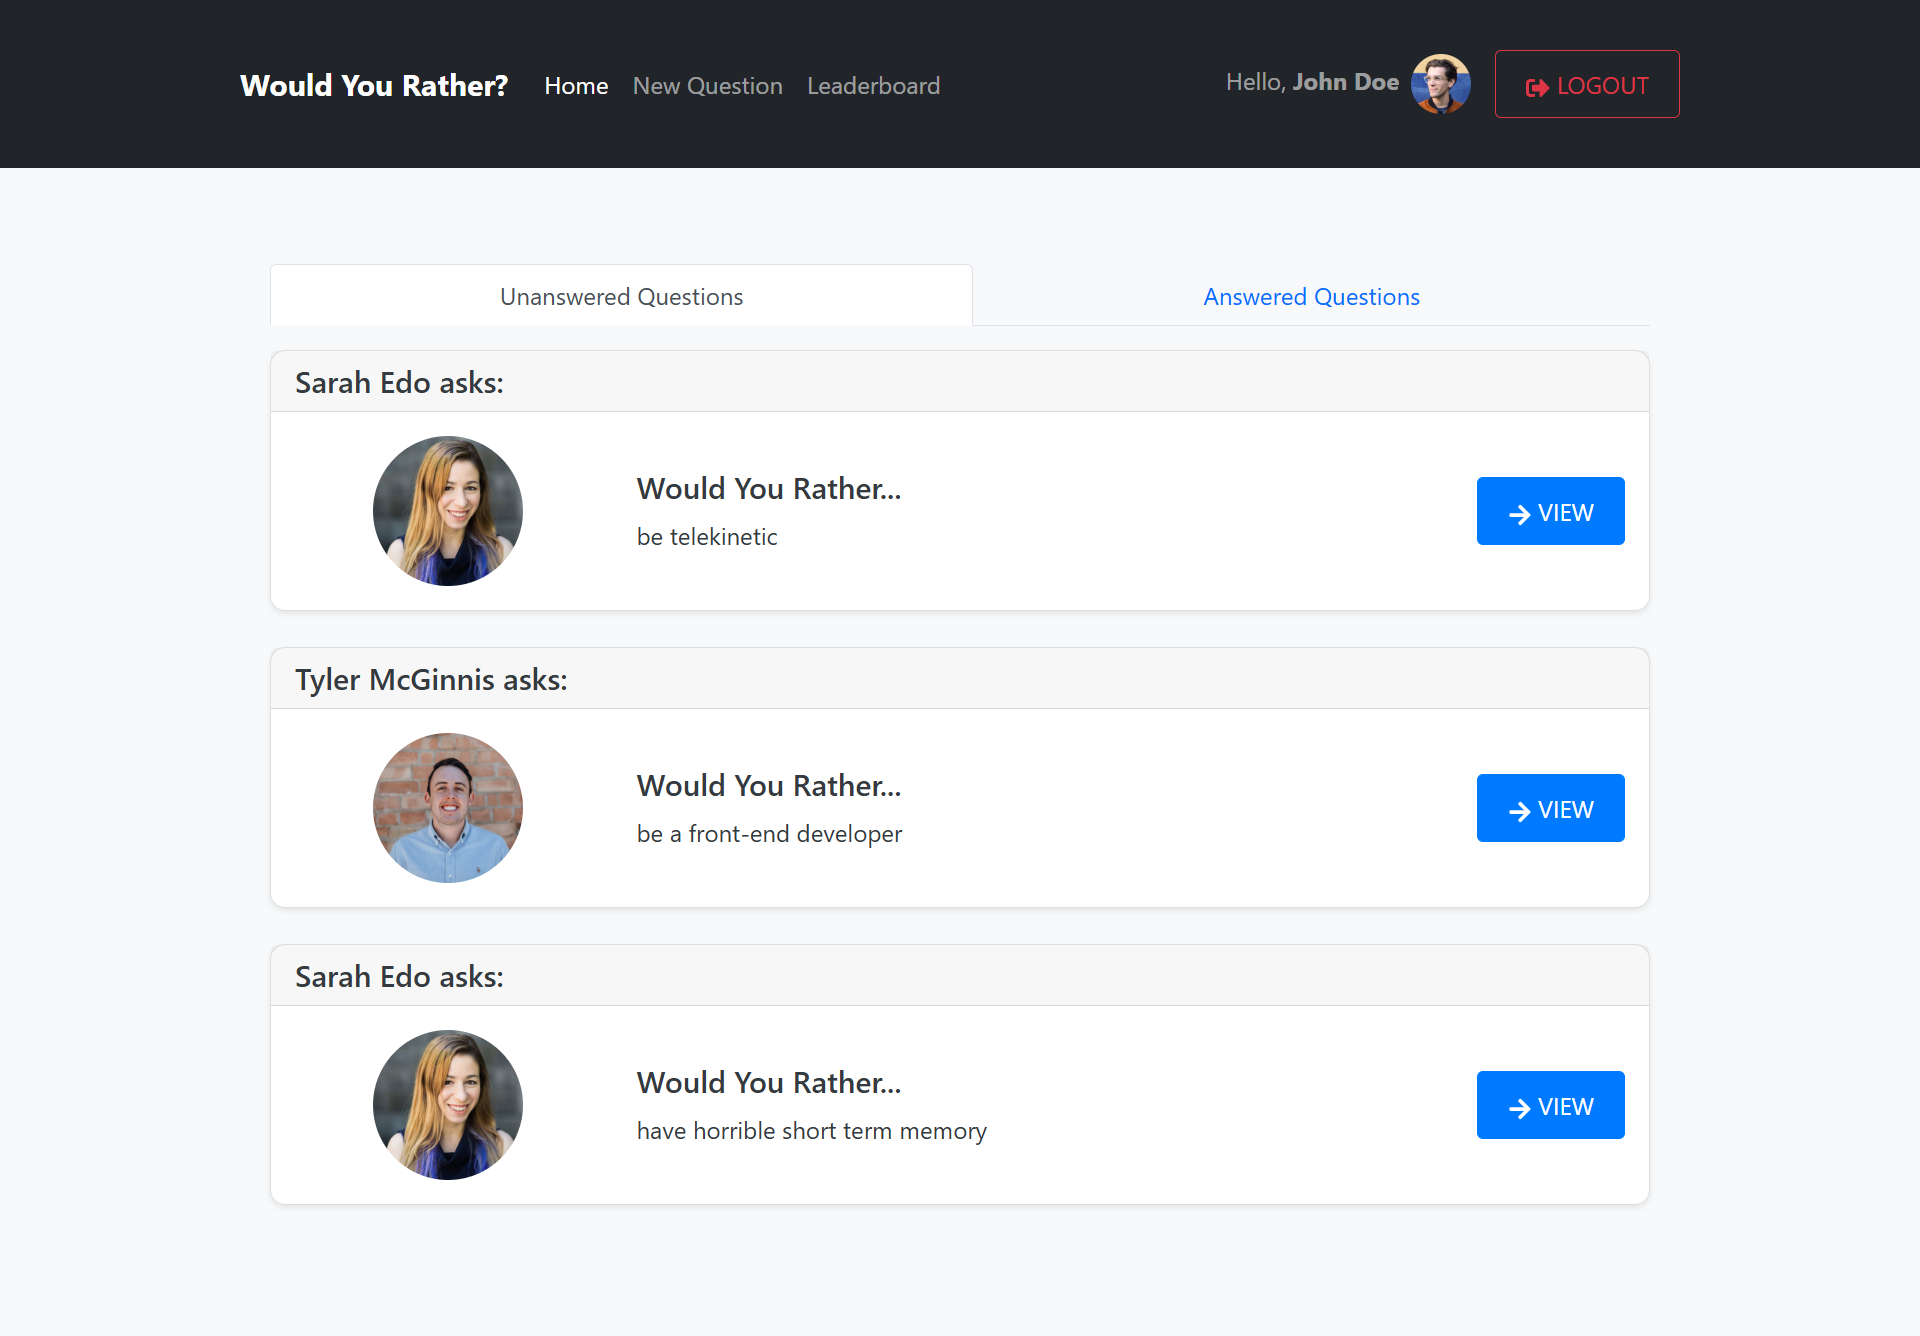 Would You Rather? Home New Question Leaderboard Hello, John Doe LOGOUT
Unanswered Questions Answered Questions
Sarah Edo asks:
Would You Rather...
be telekinetic
VIEW
Tyler McGinnis asks:
Would You Rather...
be a front-end developer
VIEW
Sarah Edo asks:
Would You Rather...
have horrible short term memory
VIEW